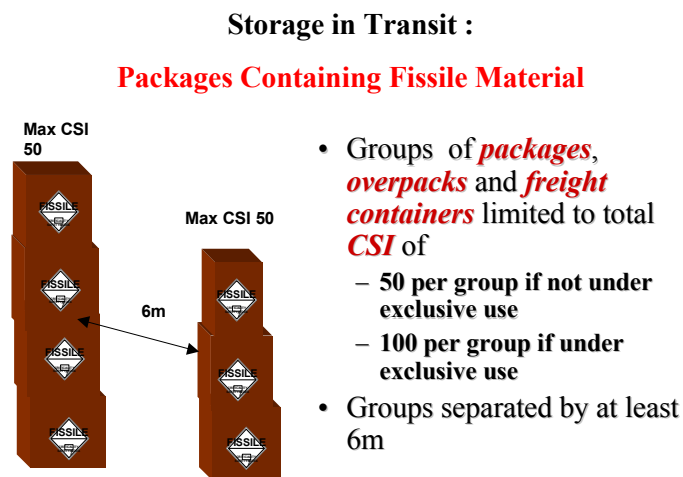 Storage in Transit :
Packages Containing Fissile Material
Max CSI
50
Max CSI 50
6m
FISSILE
FISSILE
FISSILE
FISSILE
FISSILE
FISSILE
FISSILE
• Groups of packages,
overpacks and freight
containers limited to total
CSI of
– 50 per group if not under
exclusive use
– 100 per group if under
exclusive use
• Groups separated by at least
6m